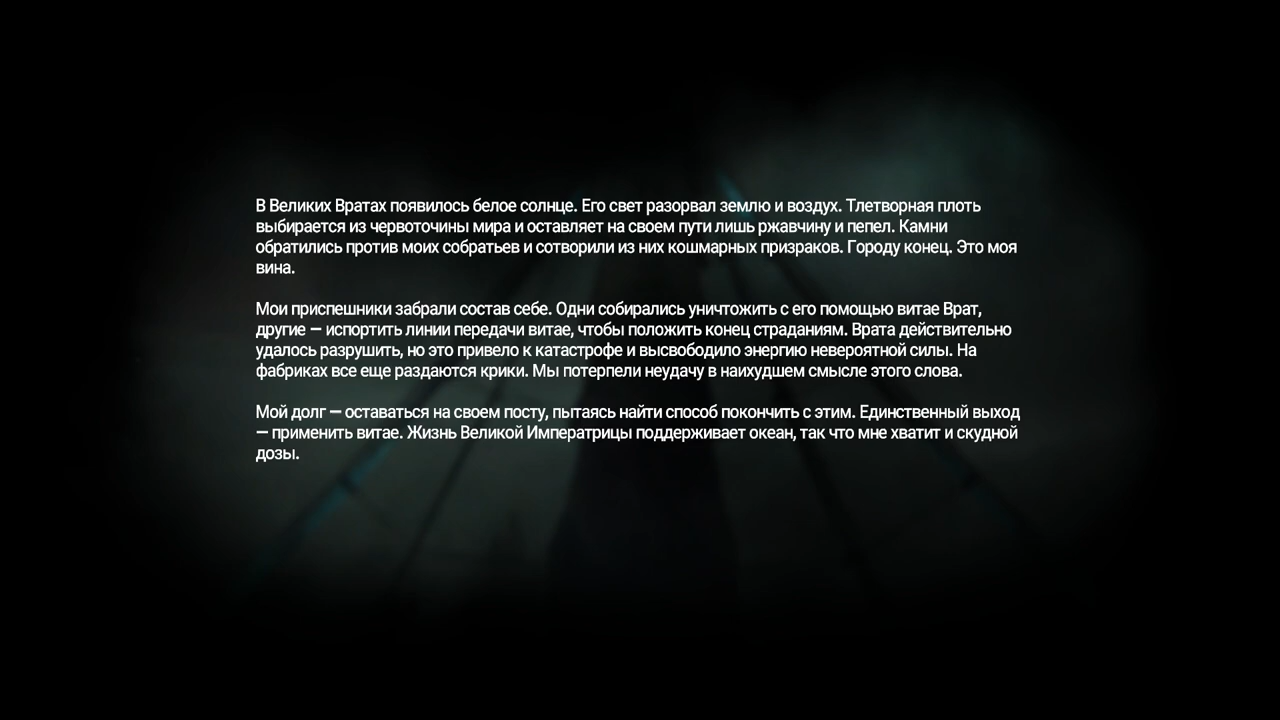 В Великих Вратах появилось белое солнце. Его свет разорвал землю и воздух. Тлетворная плоть
выбирается из червоточины мира и оставляет на своем пути лишь ржавчину и пепел. Камни
обратились против моих собратьев и сотворили из них кошмарных призраков. Городу конец. Это моя
вина.
Мои приспешники забрали состав себе. Одни собирались уничтожить с его помощью витае Врат,
другие — испортить линии передачи витае, чтобы положить конец страданиям. Врата действительно
удалось разрушить, но это привело к катастрофе и высвободило энергию невероятной силы. На
фабриках все еще раздаются крики. Мы потерпели неудачу в наихудшем смысле этого слова.
Мой долг — оставаться на своем посту, пытаясь найти способ покончить с этим. Единственный выход
— применить витае. Жизнь Великой Императрицы поддерживает океан, так что мне хватит и скудной
дозы.